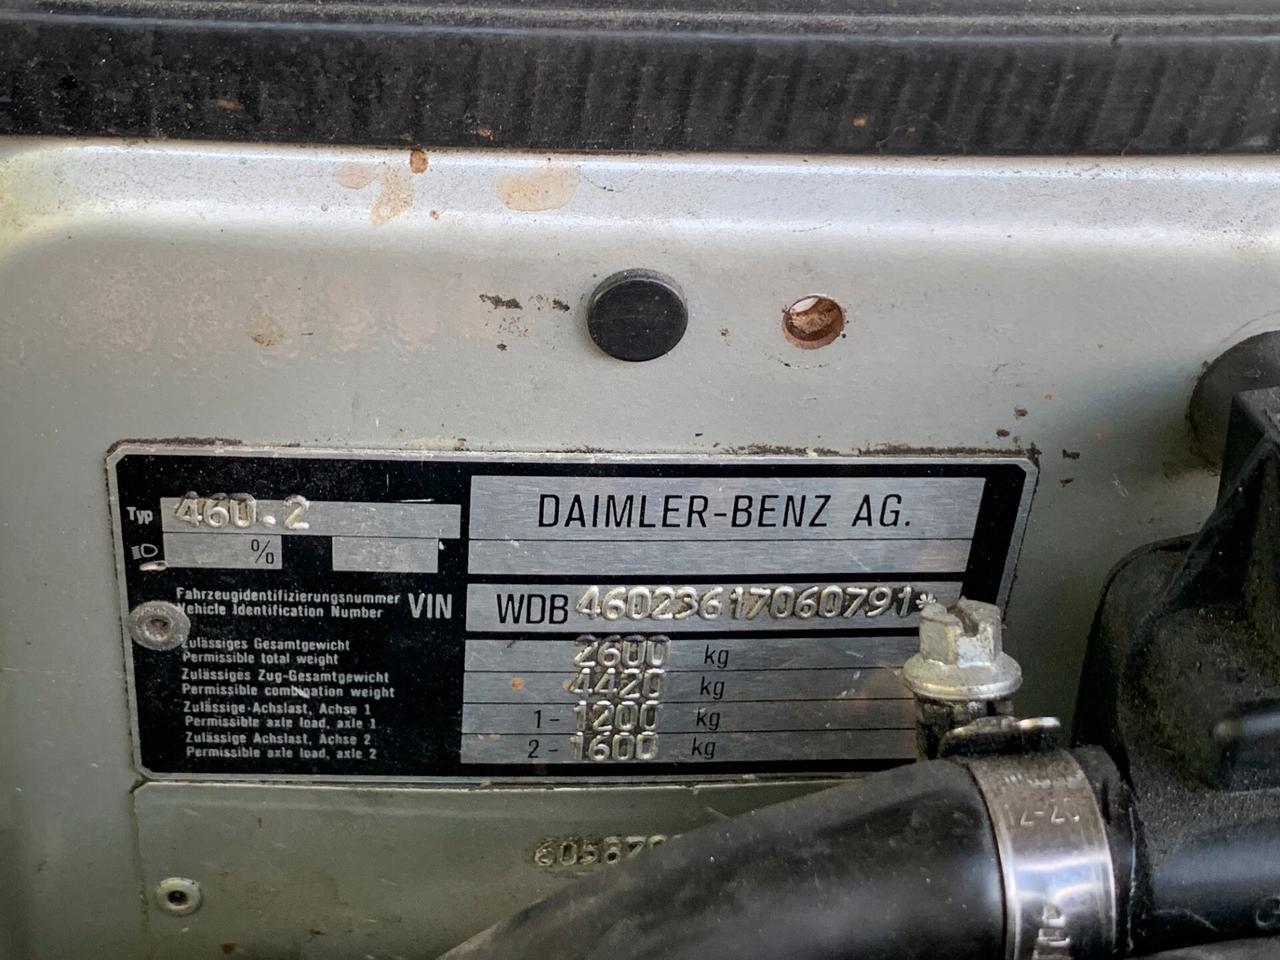 Typ 460.2
%
DAIMLER-BENZ AG.
Fahrzeugidentifizierungsnummer
Vehicle Identification Number
VIN
WDB 46023617060791*
Zulässiges Gesamtgewicht
Permissible total weight
2600 kg
Zulässiges Zug-Gesamtgewicht
Permissible combination weight
4420 kg
Zulässige-Achslast, Achse 1
Permissible axle load, axle 1
1- 1200 kg
Zulässige Achslast, Achse 2
Permissible axle load, axle 2
2- 1600 kg